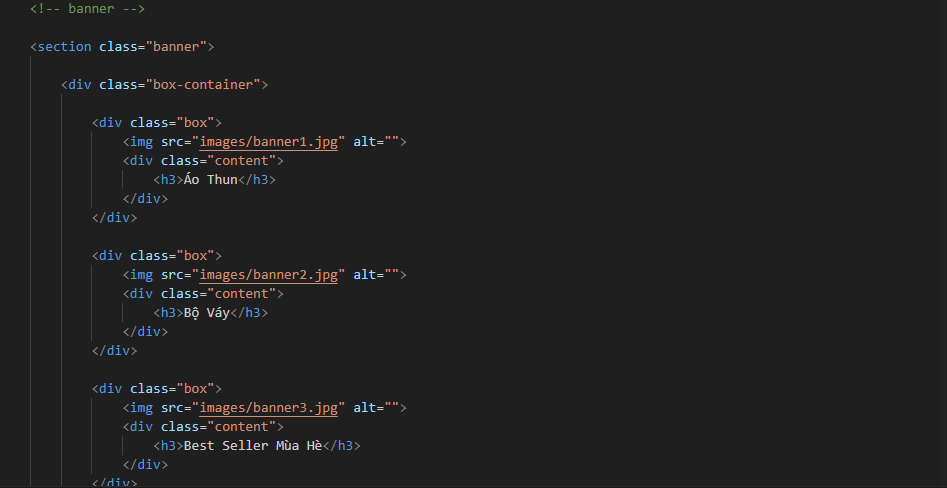 <!-- banner -->
<section class="banner">
<div class="box-container">
<div class="box">
<img src="images/banner1.jpg" alt="">
<div class="content">
<h3>Áo Thun</h3>
</div>
</div>
<div class="box">
<img src="images/banner2.jpg" alt="">
<div class="content">
<h3>Bộ Váy</h3>
</div>
</div>
<div class="box">
<img src="images/banner3.jpg" alt="">
<div class="content">
<h3>Best Seller Mùa Hè</h3>
</div>
</div>